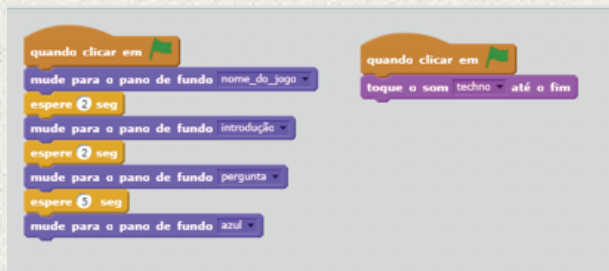 quando clicar em
mude para o pano de fundo nome_do_jogo
espere 2 seg
mude para o pano de fundo introdução
espere 2 seg
mude para o pano de fundo pergunta
espere 5 seg
mude para o pano de fundo azul
quando clicar em
toque o som techno até o fim